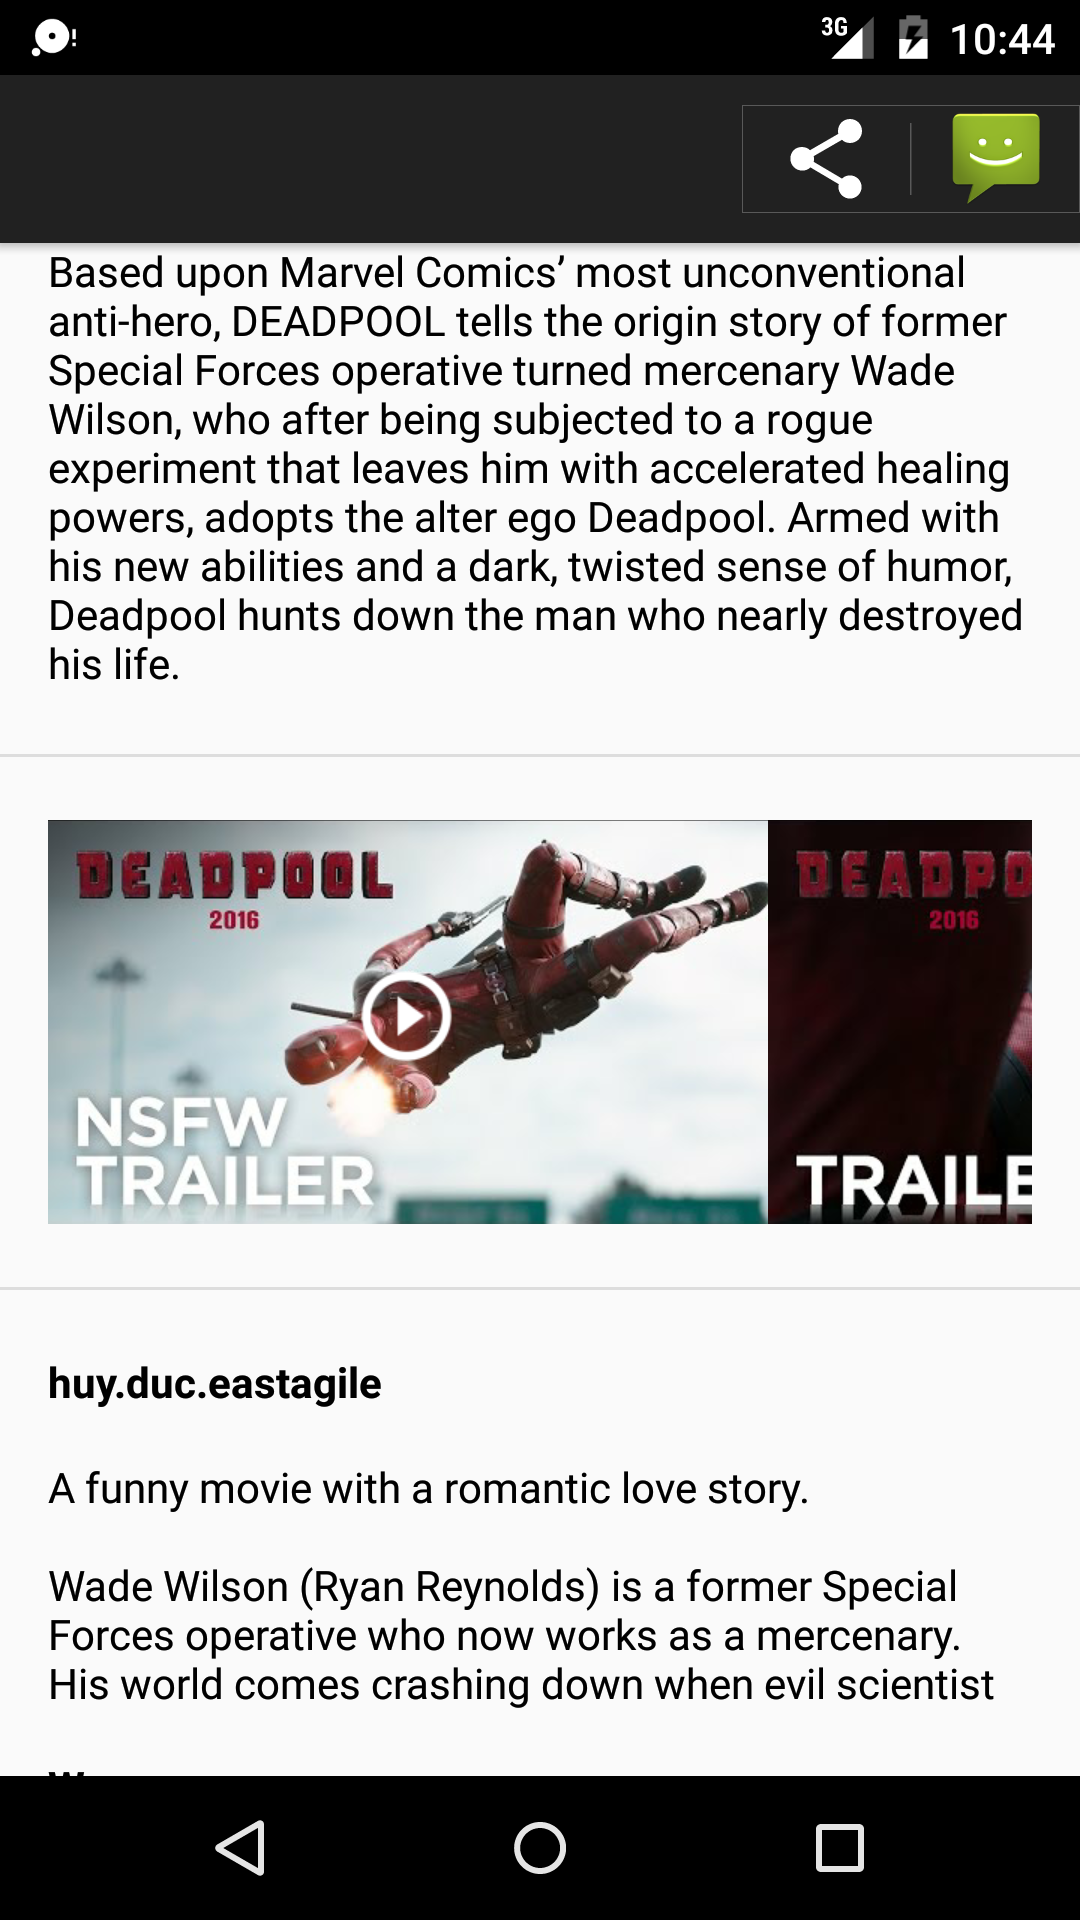 3G 10:44
Based upon Marvel Comics’ most unconventional
anti-hero, DEADPOOL tells the origin story of former
Special Forces operative turned mercenary Wade
Wilson, who after being subjected to a rogue
experiment that leaves him with accelerated healing
powers, adopts the alter ego Deadpool. Armed with
his new abilities and a dark, twisted sense of humor,
Deadpool hunts down the man who nearly destroyed
his life.
DEADPOOL
2016
NSFW
TRAILER
DEADPO
2016
TRAILE
huy.duc.eastagile
A funny movie with a romantic love story.
Wade Wilson (Ryan Reynolds) is a former Special
Forces operative who now works as a mercenary.
His world comes crashing down when evil scientist